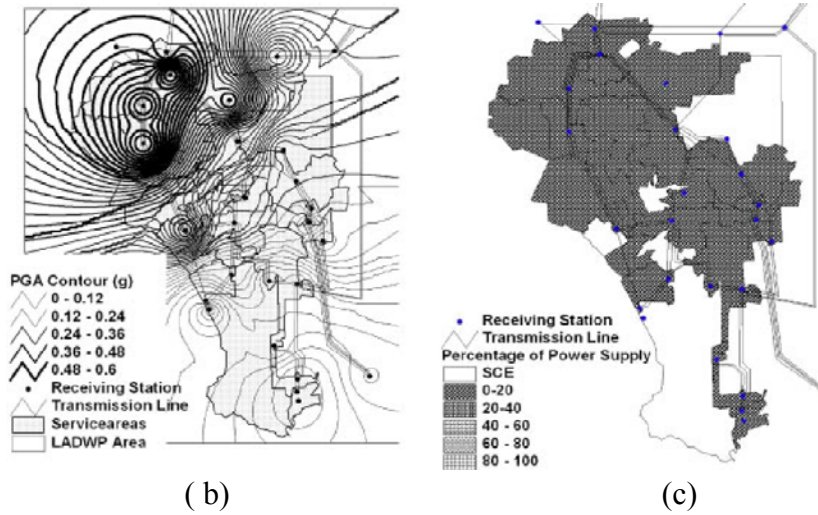 PGA Contour (g)
0 - 0.12
0.12 - 0.24
0.24 - 0.36
0.36 - 0.48
0.48 - 0.6
Receiving Station
Transmission Line
Serviceareas
LADWP Area
( b)
Receiving Station
Transmission Line
Percentage of Power Supply
SCE
0-20
20-40
40 - 60
60 - 80
80 - 100
(c)